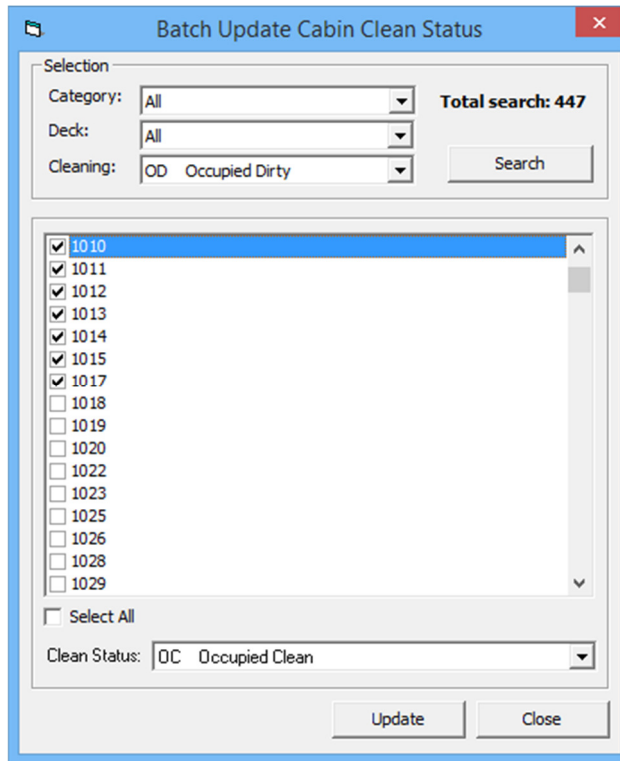 Batch Update Cabin Clean Status
Selection
Category: All
Total search: 447
Deck: All
Cleaning: OD Occupied Dirty
Search
1010
1011
1012
1013
1014
1015
1017
1018
1019
1020
1022
1023
1025
1026
1028
1029
Select All
Clean Status: OC Occupied Clean
Update Close